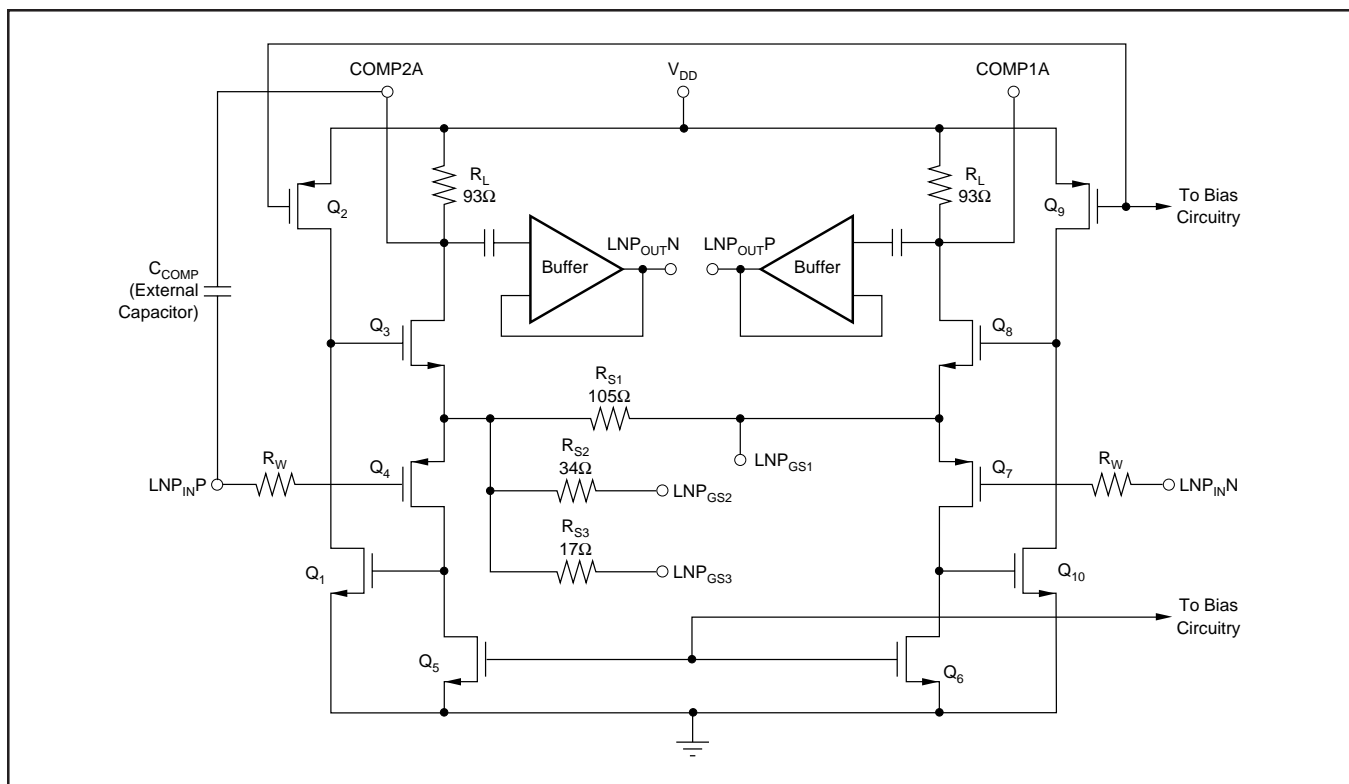 COMP2A
V_DD
COMP1A
R_L
93Ω
R_L
93Ω
Q_2
Q_9
To Bias
Circuitry
LNP_OUT N
LNP_OUT P
Buffer
Buffer
C_COMP
(External
Capacitor)
Q_3
Q_8
R_S1
105Ω
R_W
Q_4
R_S2
34Ω
LNP_GS1
Q_7
R_W
LNP_IN P
LNP_GS2
LNP_IN N
R_S3
17Ω
Q_1
LNP_GS3
Q_10
To Bias
Circuitry
Q_5
Q_6